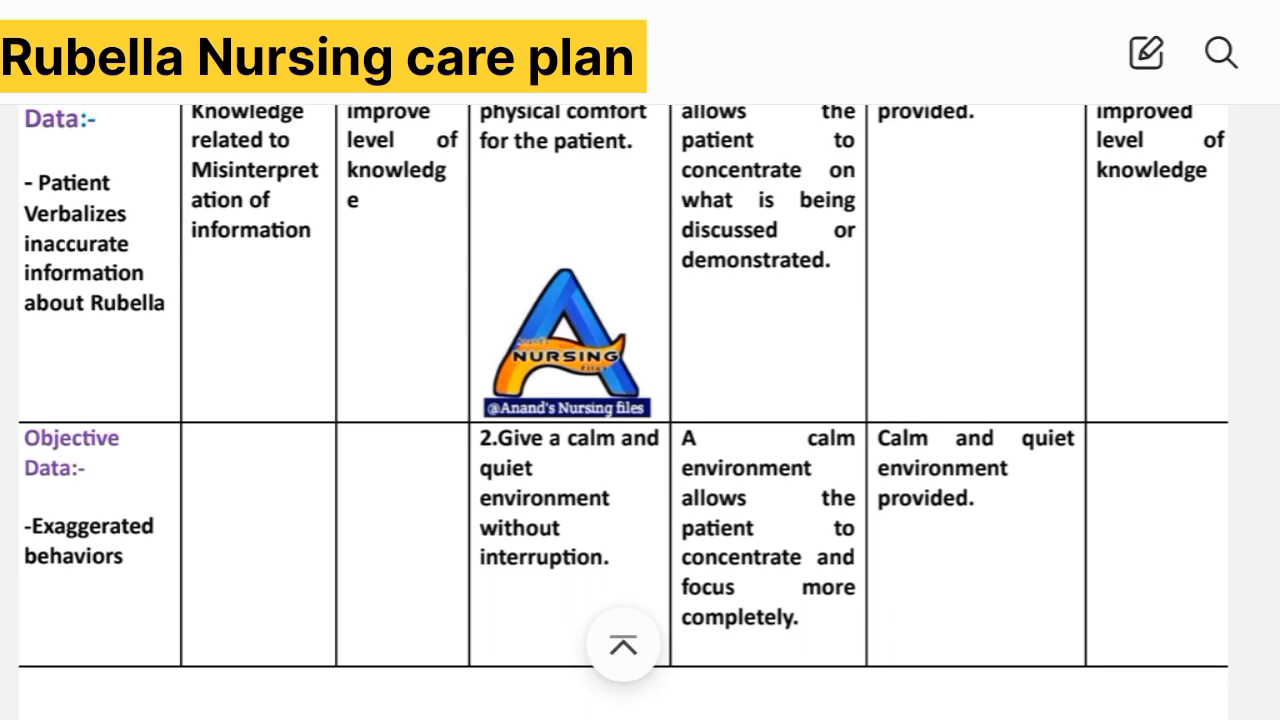 Rubella Nursing care plan
Data:-
- Patient
Verbalizes
inaccurate
information
about Rubella
Knowledge
related to
Misinterpret
ation of
information
improve
level of
knowledg
e
physical comfort
for the patient.
NURSING
Files
@Anand's Nursing files
allows the
patient to
concentrate on
what is being
discussed or
demonstrated.
provided.
improved
level of
knowledge
Objective
Data:-
-Exaggerated
behaviors
2.Give a calm and
quiet
environment
without
interruption.
A calm
environment
allows the
patient to
concentrate and
focus more
completely.
Calm and quiet
environment
provided.